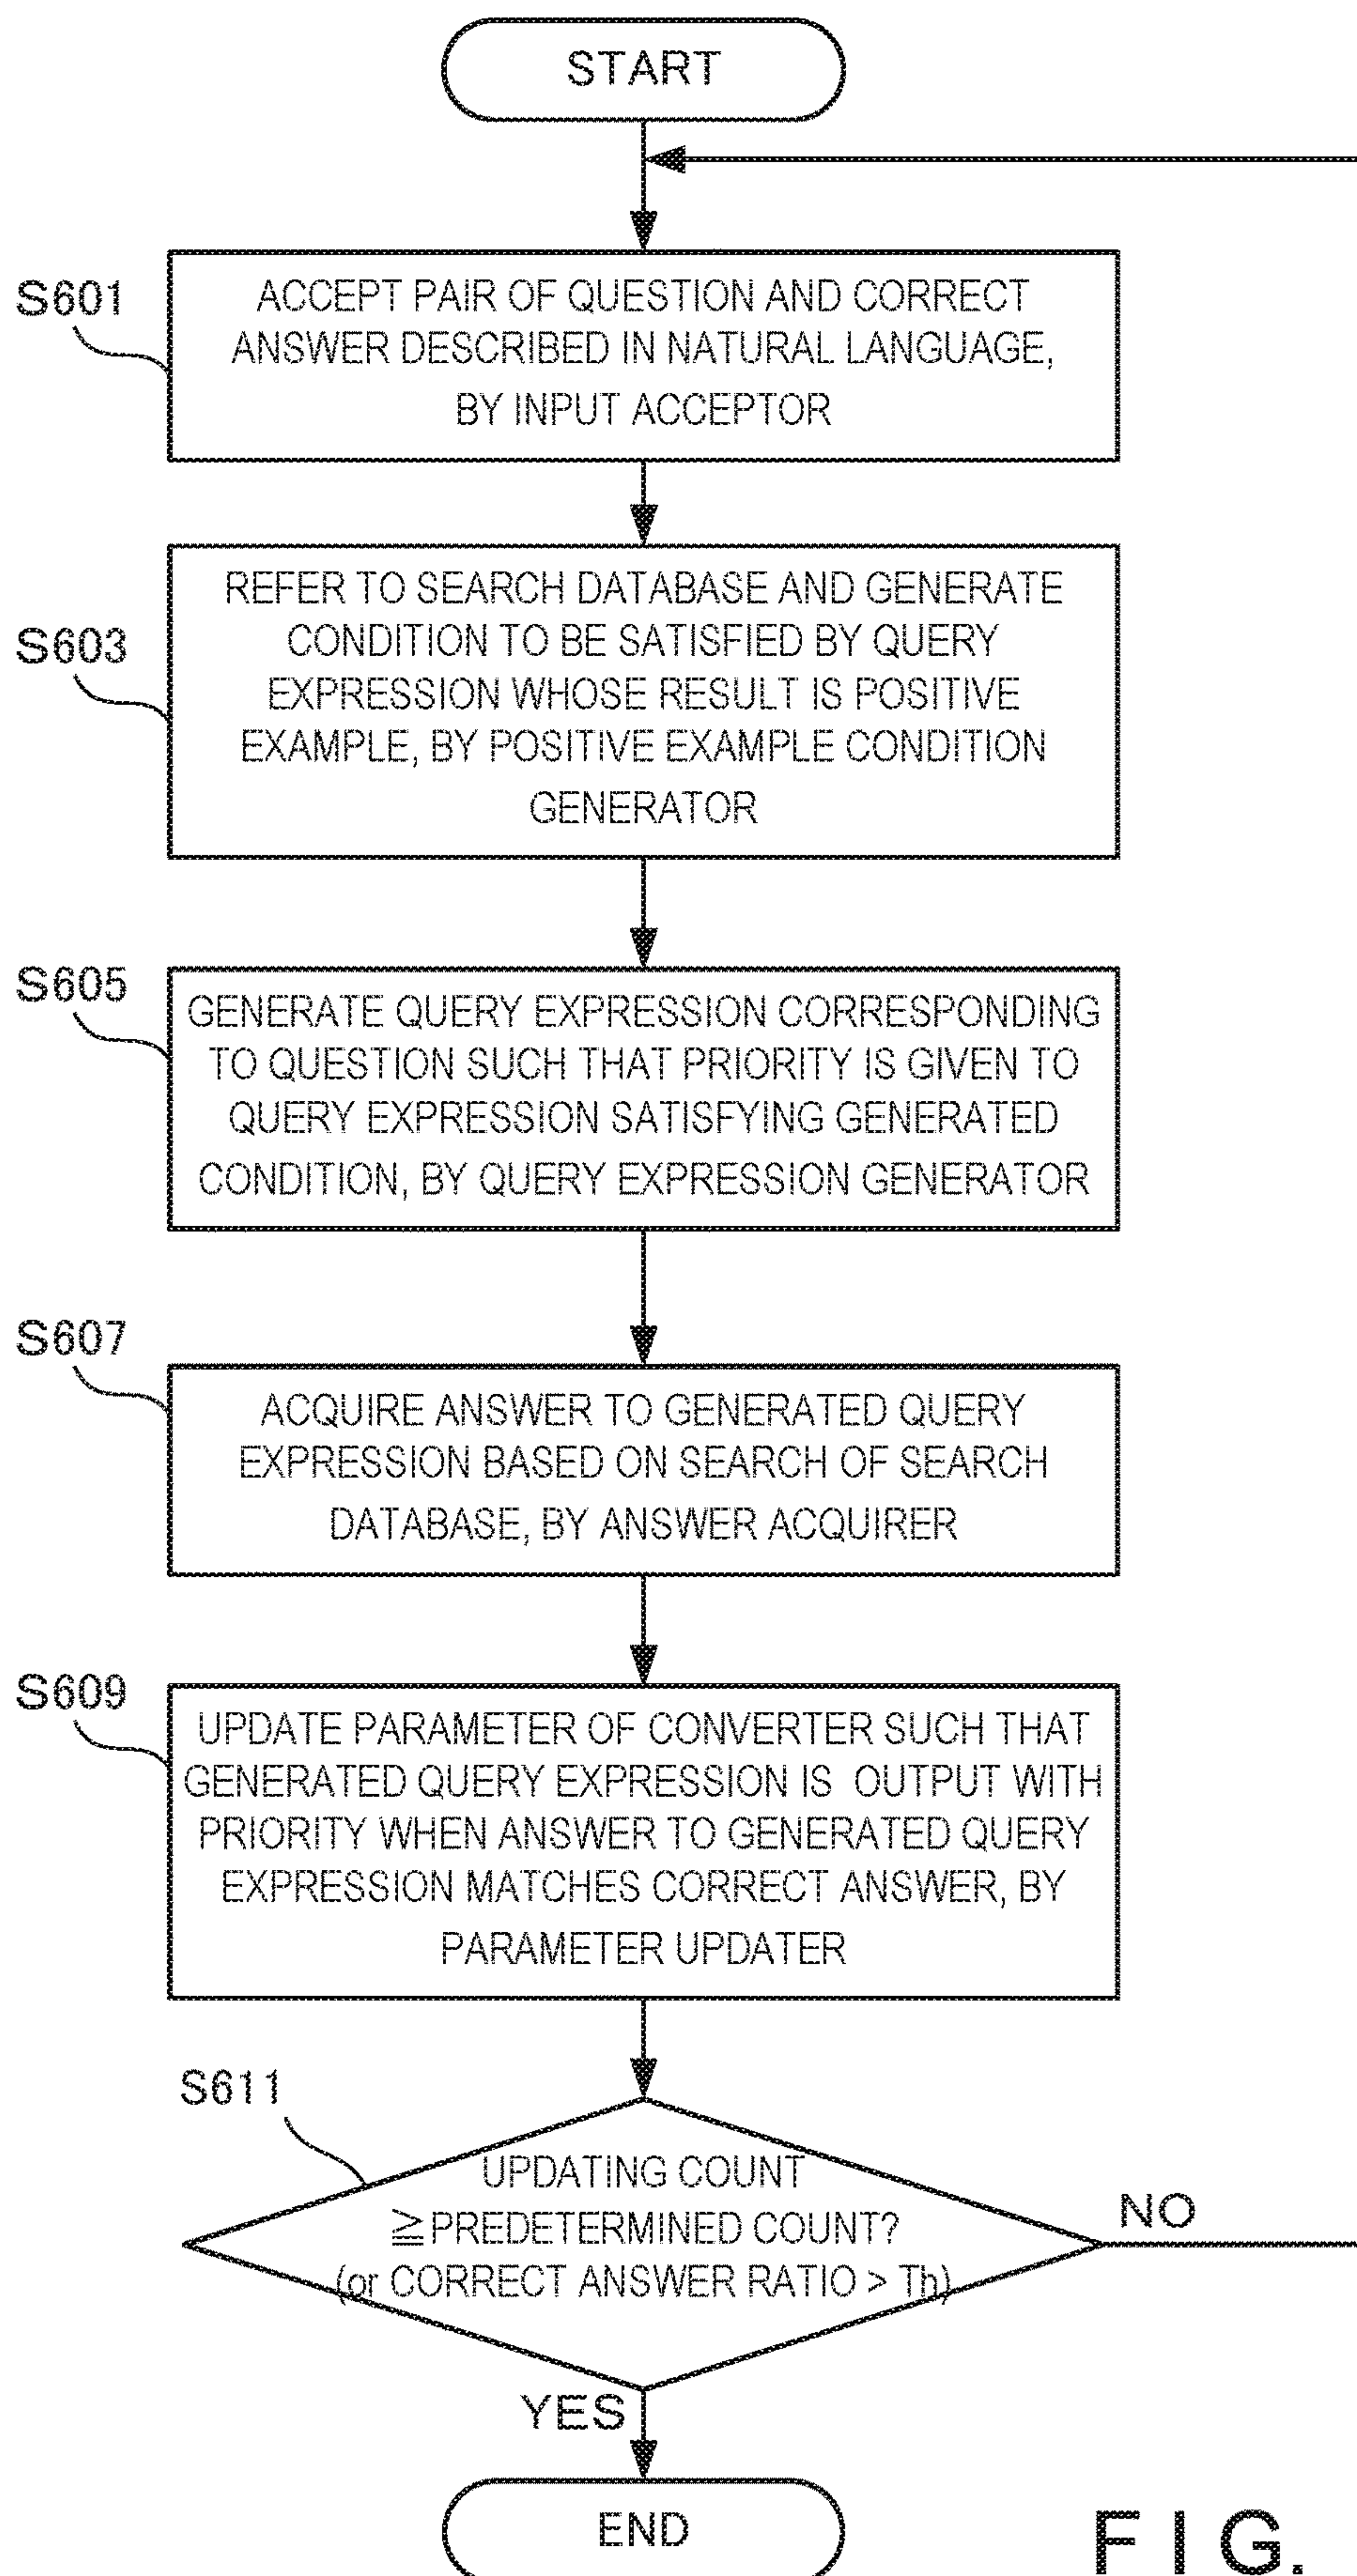 START
S601
ACCEPT PAIR OF QUESTION AND CORRECT
ANSWER DESCRIBED IN NATURAL LANGUAGE,
BY INPUT ACCEPTOR
S603
REFER TO SEARCH DATABASE AND GENERATE
CONDITION TO BE SATISFIED BY QUERY
EXPRESSION WHOSE RESULT IS POSITIVE
EXAMPLE, BY POSITIVE EXAMPLE CONDITION
GENERATOR
S605
GENERATE QUERY EXPRESSION CORRESPONDING
TO QUESTION SUCH THAT PRIORITY IS GIVEN TO
QUERY EXPRESSION SATISFYING GENERATED
CONDITION, BY QUERY EXPRESSION GENERATOR
S607
ACQUIRE ANSWER TO GENERATED QUERY
EXPRESSION BASED ON SEARCH OF SEARCH
DATABASE, BY ANSWER ACQUIRER
S609
UPDATE PARAMETER OF CONVERTER SUCH THAT
GENERATED QUERY EXPRESSION IS OUTPUT WITH
PRIORITY WHEN ANSWER TO GENERATED QUERY
EXPRESSION MATCHES CORRECT ANSWER, BY
PARAMETER UPDATER
S611
UPDATING COUNT
≧PREDETERMINED COUNT?
(or CORRECT ANSWER RATIO > Th)
NO
YES
END
FIG.